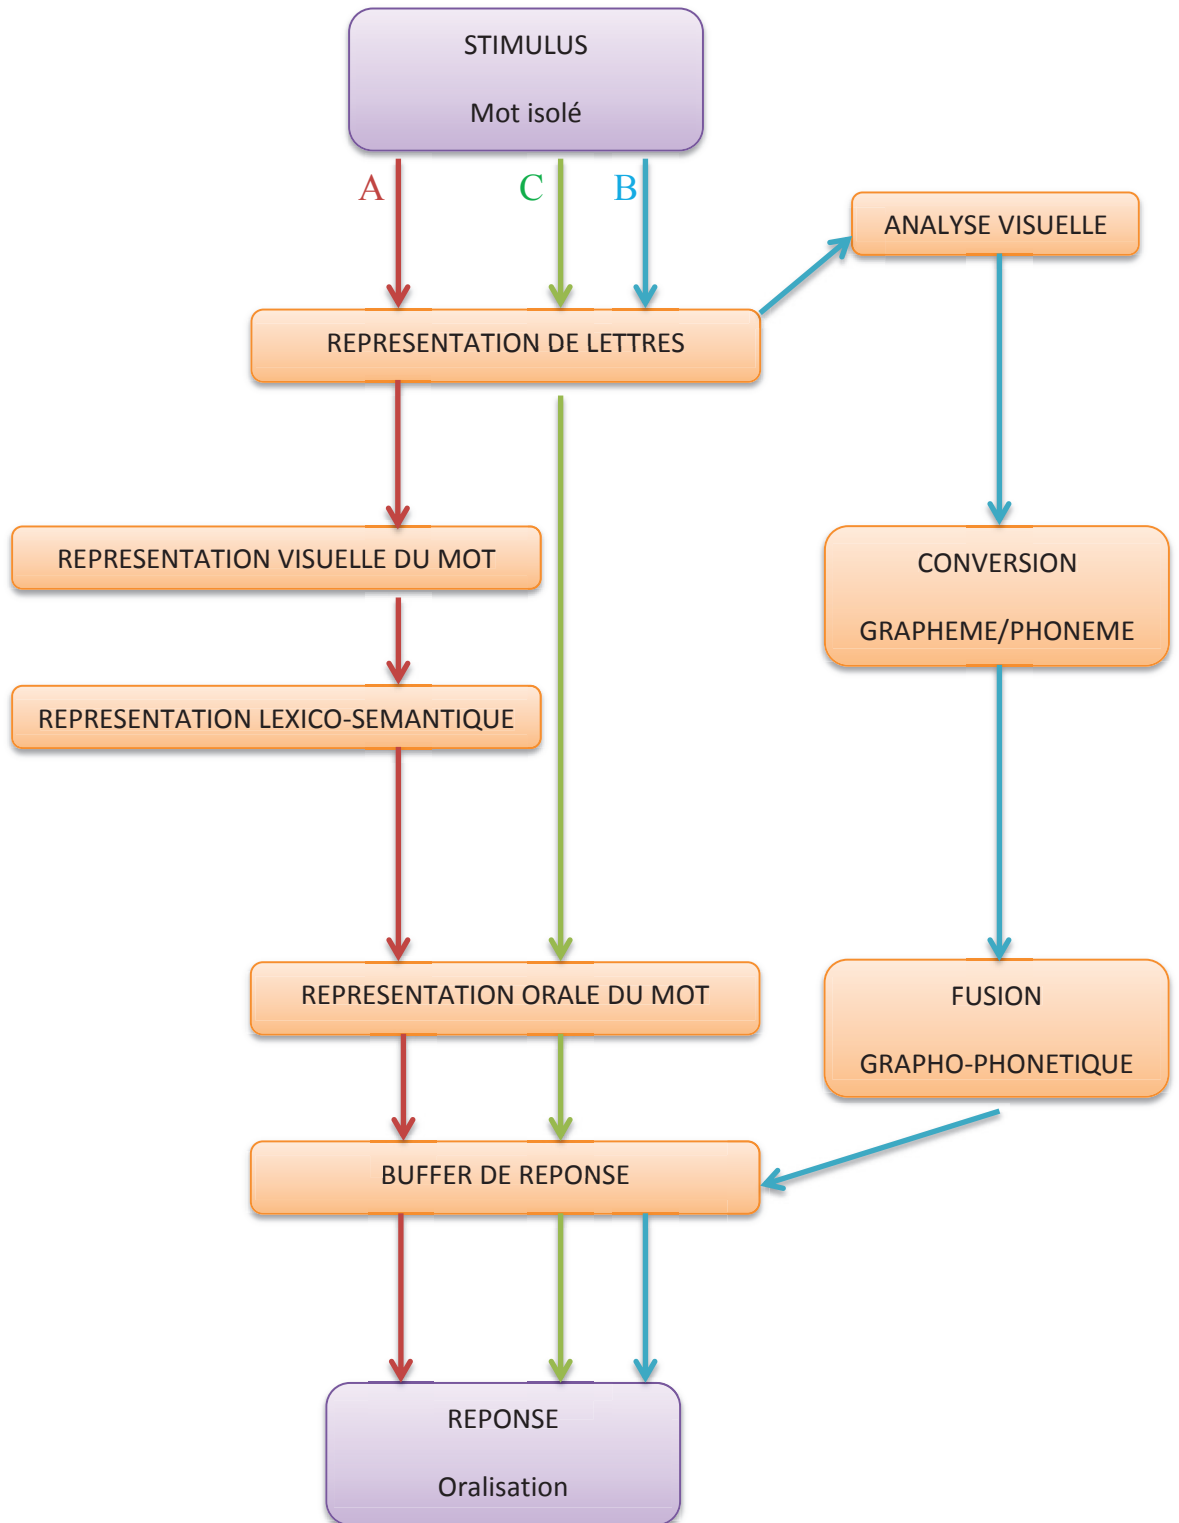 STIMULUS
Mot isolé
A
C
B
ANALYSE VISUELLE
REPRESENTATION DE LETTRES
REPRESENTATION VISUELLE DU MOT
CONVERSION
GRAPHEME/PHONEME
REPRESENTATION LEXICO-SEMANTIQUE
REPRESENTATION ORALE DU MOT
FUSION
GRAPHO-PHONETIQUE
BUFFER DE REPONSE
REPONSE
Oralisation